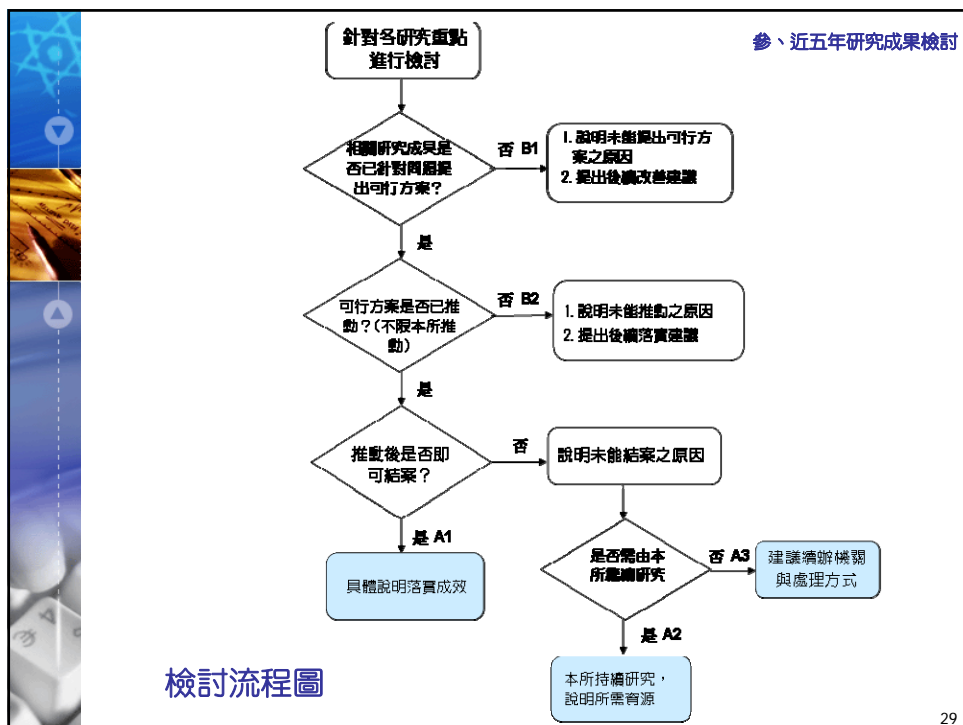 參、近五年研究成果檢討
針對各研究重點
進行檢討
相關研究成果是
否已針對問題提
出可行方案？
否 B1
1. 說明未能提出可行方
案之原因
2. 提出後續改善建議
是
可行方案是否已推
動？(不限本所推
動)
否 B2
1. 說明未能推動之原因
2. 提出後續落實建議
是
推動後是否即
可結案？
否
說明未能結案之原因
是 A1
具體說明落實成效
是否需由本
所繼續研究
否 A3
建議續辦機關
與處理方式
是 A2
本所持續研究，
說明所需資源
檢討流程圖
29